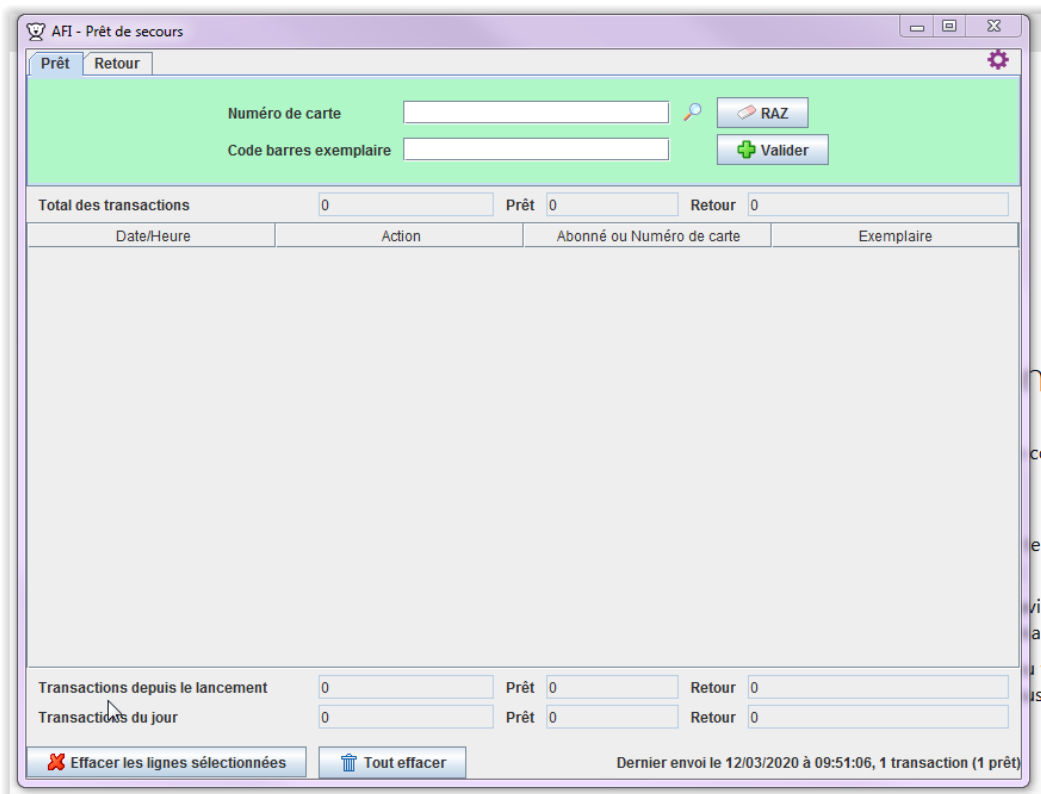 AFI - Prêt de secours
Prêt Retour
Numéro de carte RAZ
Code barres exemplaire Valider
Total des transactions 0 Prêt 0 Retour 0
Date/Heure Action Abonné ou Numéro de carte Exemplaire
Transactions depuis le lancement 0 Prêt 0 Retour 0
Transactions du jour 0 Prêt 0 Retour 0
Effacer les lignes sélectionnées Tout effacer Dernier envoi le 12/03/2020 à 09:51:06, 1 transaction (1 prêt)